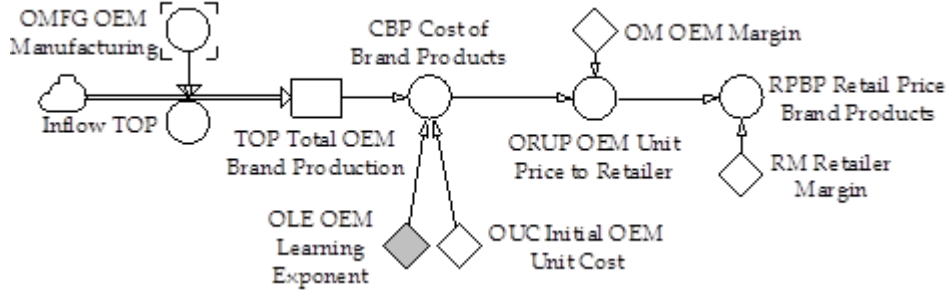 OMFG OEM
Manufacturing
CBP Cost of
Brand Products
OM OEM Margin
RPBP Retail Price
Brand Products
Inflow TOP
TOP Total OEM
Brand Production
ORUP OEM Unit
Price to Retailer
RM Retailer
Margin
OLE OEM
Learning
Exponent
OUC Initial OEM
Unit Cost